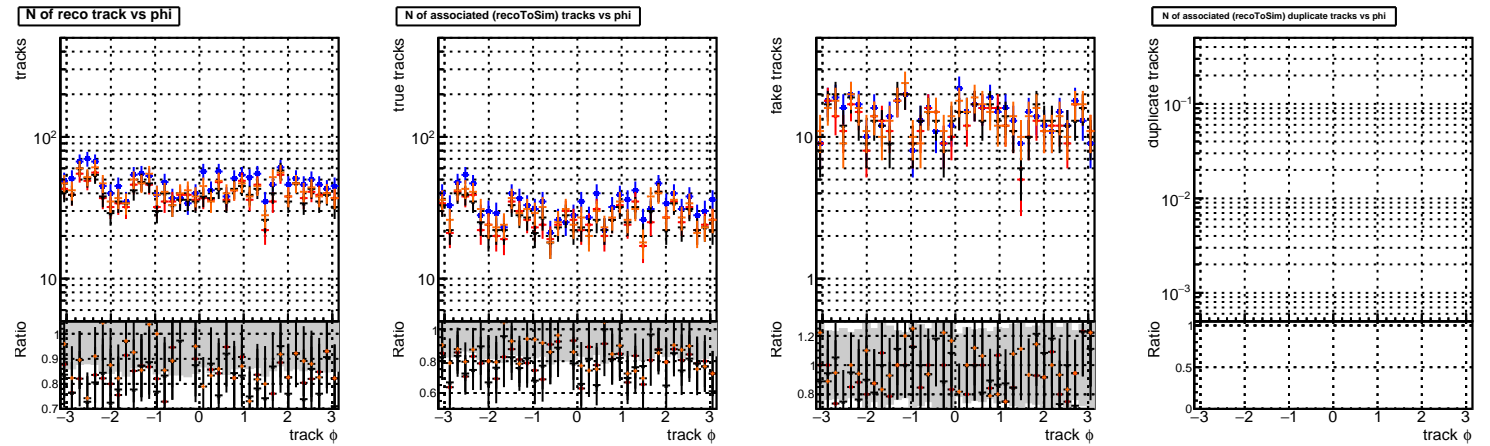 N of reco track vs phi
tracks
10²
10
Ratio
1
0.9
0.8
0.7
−3 −2 −1 0 1 2 3
track ϕ
N of associated (recoToSim) tracks vs phi
true tracks
10²
10
Ratio
1
0.8
0.6
−3 −2 −1 0 1 2 3
track ϕ
fake tracks
10
1
Ratio
1.2
1
0.8
−3 −2 −1 0 1 2 3
track ϕ
N of associated (recoToSim) duplicate tracks vs phi
duplicate tracks
10⁻¹
10⁻²
10⁻³
Ratio
1
0.5
0
−3 −2 −1 0 1 2 3
track ϕ